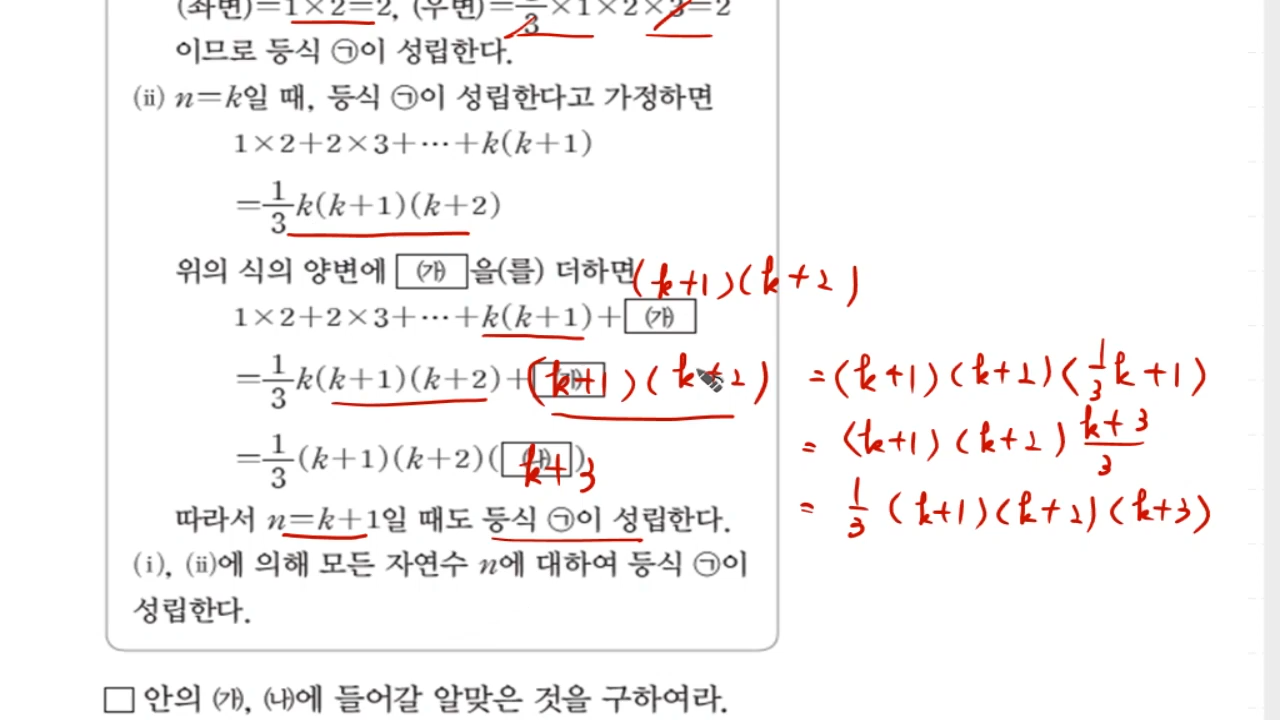 (좌변)=1×2=2, (우변)=1/3×1×2×3=2
이므로 등식 ㉠이 성립한다.
(ⅱ) n=k일 때, 등식 ㉠이 성립한다고 가정하면
1×2+2×3+⋯+k(k+1)
=1/3k(k+1)(k+2)
위의 식의 양변에 ㈎ 을(를) 더하면 (k+1)(k+2)
1×2+2×3+⋯+k(k+1)+㈎
=1/3k(k+1)(k+2)+㈎ (k+1)(k+2) =(k+1)(k+2)(1/3k+1)
=(k+1)(k+2)k+3/3
=1/3(k+1)(k+2)(㈏) k+3
=1/3(k+1)(k+2)(k+3)
따라서 n=k+1일 때도 등식 ㉠이 성립한다.
(ⅰ), (ⅱ)에 의해 모든 자연수 n에 대하여 등식 ㉠이
성립한다.
□ 안의 ㈎, ㈏에 들어갈 알맞은 것을 구하여라.